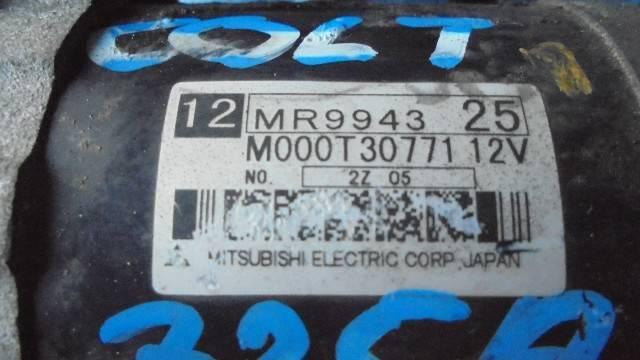 COLT
12 MR9943 25
M000T30771 12V
NO. 2Z 05
MITSUBISHI ELECTRIC CORP. JAPAN